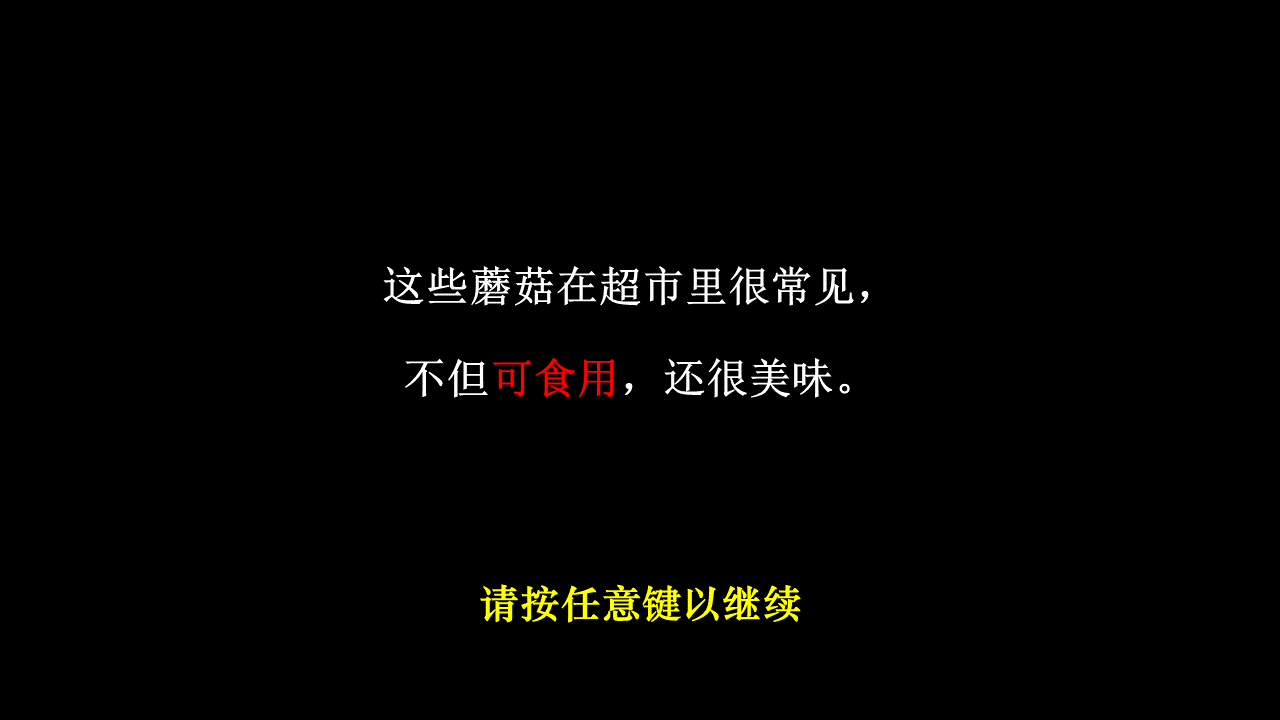 这些蘑菇在超市里很常见，
不但可食用，还很美味。
请按任意键以继续